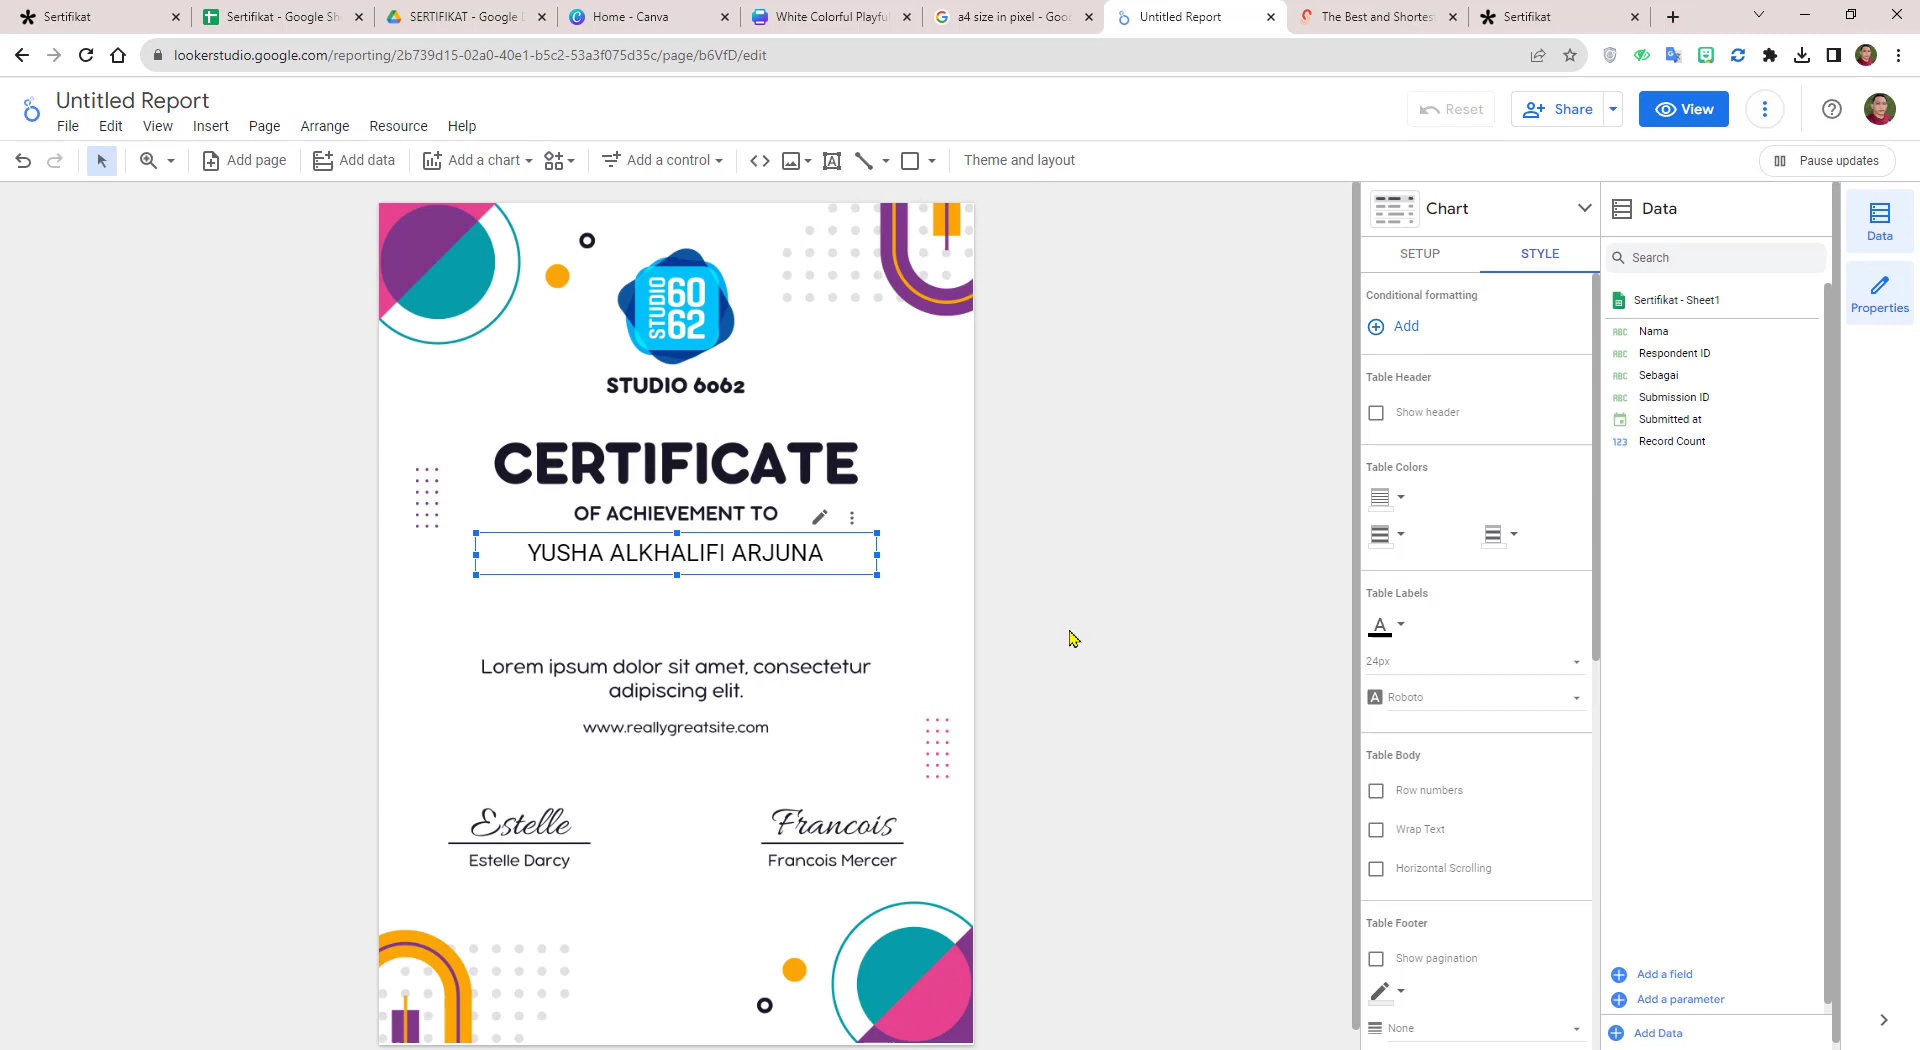 Sertifikat
Sertifikat - Google Sh
SERTIFIKAT - Google D
Home - Canva
White Colorful Playfu
a4 size in pixel - Goo
Untitled Report
The Best and Shortes
Sertifikat
lookerstudio.google.com/reporting/2b739d15-02a0-40e1-b5c2-53a3f075d35c/page/b6VfD/edit
Untitled Report
File Edit View Insert Page Arrange Resource Help
Reset
Share
View
Add page
Add data
Add a chart
Add a control
Theme and layout
Pause updates
STUDIO
60
62
STUDIO 6062
CERTIFICATE
OF ACHIEVEMENT TO
YUSHA ALKHALIFI ARJUNA
Lorem ipsum dolor sit amet, consectetur
adipiscing elit.
www.reallygreatsite.com
Estelle
Estelle Darcy
Francois
Francois Mercer
Chart
SETUP
STYLE
Conditional formatting
Add
Table Header
Show header
Table Colors
Table Labels
A
24px
A Roboto
Table Body
Row numbers
Wrap Text
Horizontal Scrolling
Table Footer
Show pagination
None
Data
Search
Sertifikat - Sheet1
ABC Nama
ABC Respondent ID
ABC Sebagai
ABC Submission ID
Submitted at
123 Record Count
Add a field
Add a parameter
Add Data
Data
Properties